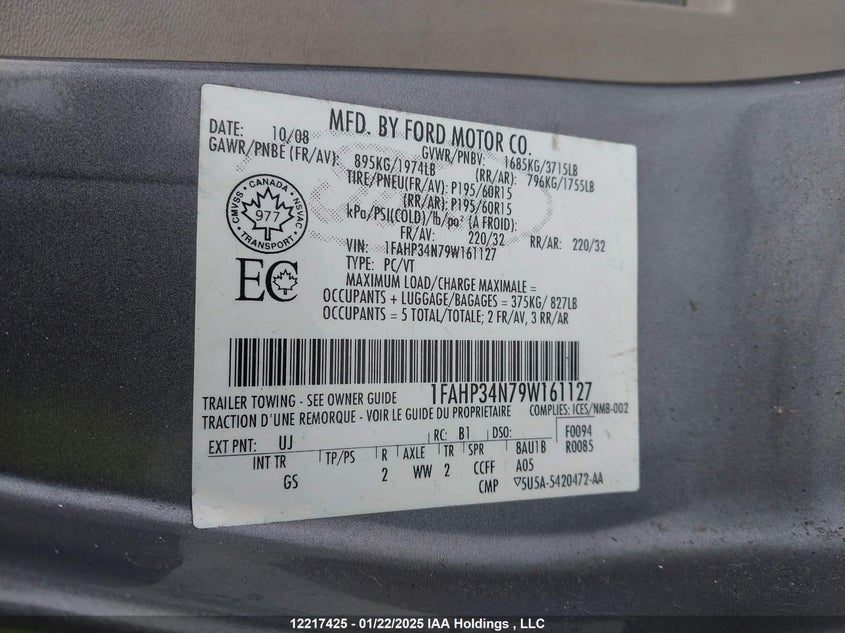 MFD. BY FORD MOTOR CO.
DATE: 10/08 GVWR/PNBV: 1685KG/3715LB
GAWR/PNBE (FR/AV): 895KG/1974LB (RR/AR): 796KG/1755LB
TIRE/PNEU(FR/AV): P195/60R15
(RR/AR): P195/60R15
kPa/PSI(COLD)/lb/po² (A FROID):
FR/AV: 220/32 RR/AR: 220/32
VIN: 1FAHP34N79W161127
TYPE: PC/VT
MAXIMUM LOAD/CHARGE MAXIMALE =
OCCUPANTS + LUGGAGE/BAGAGES = 375KG/ 827LB
OCCUPANTS = 5 TOTAL/TOTALE; 2 FR/AV, 3 RR/AR
CANADA
CMVSS NSVAC
977
TRANSPORT
EC
1FAHP34N79W161127
TRAILER TOWING - SEE OWNER GUIDE
TRACTION D'UNE REMORQUE - VOIR LE GUIDE DU PROPRIETAIRE COMPLIES: ICES/NMB-002
EXT PNT: UJ RC: B1 DSO: F0094
INT TR TP/PS R AXLE TR SPR 8AU1B R0085
GS 2 WW 2 CCFF A05
CMP ▽5U5A-5420472-AA
12217425 - 01/22/2025 IAA Holdings , LLC